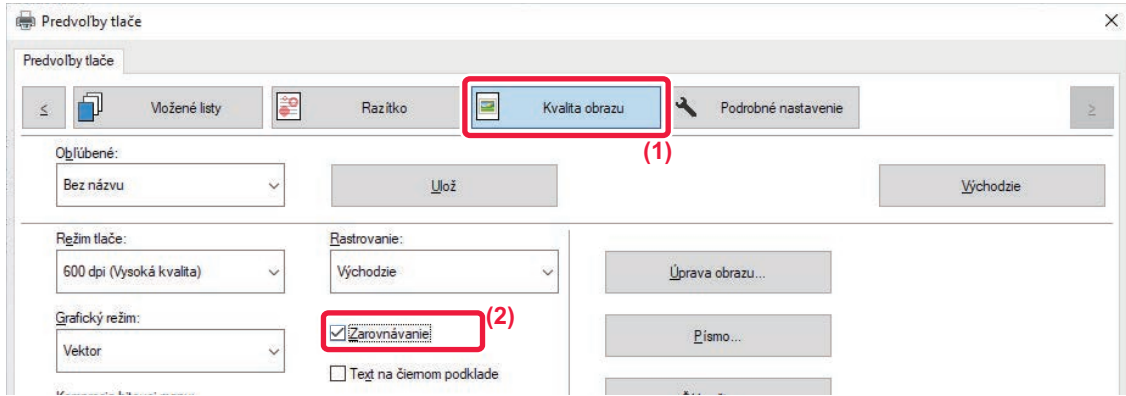 Predvoľby tlače
Predvoľby tlače
≤ Vložené listy Razítko Kvalita obrazu Podrobné nastavenie ≥
(1)
Obľúbené:
Bez názvu Ulož Východzie
Režim tlače: Rastrovanie:
600 dpi (Vysoká kvalita) Východzie Úprava obrazu...
Grafický režim: Zarovnávanie (2)
Vektor Písmo...
Text na čiernom podklade